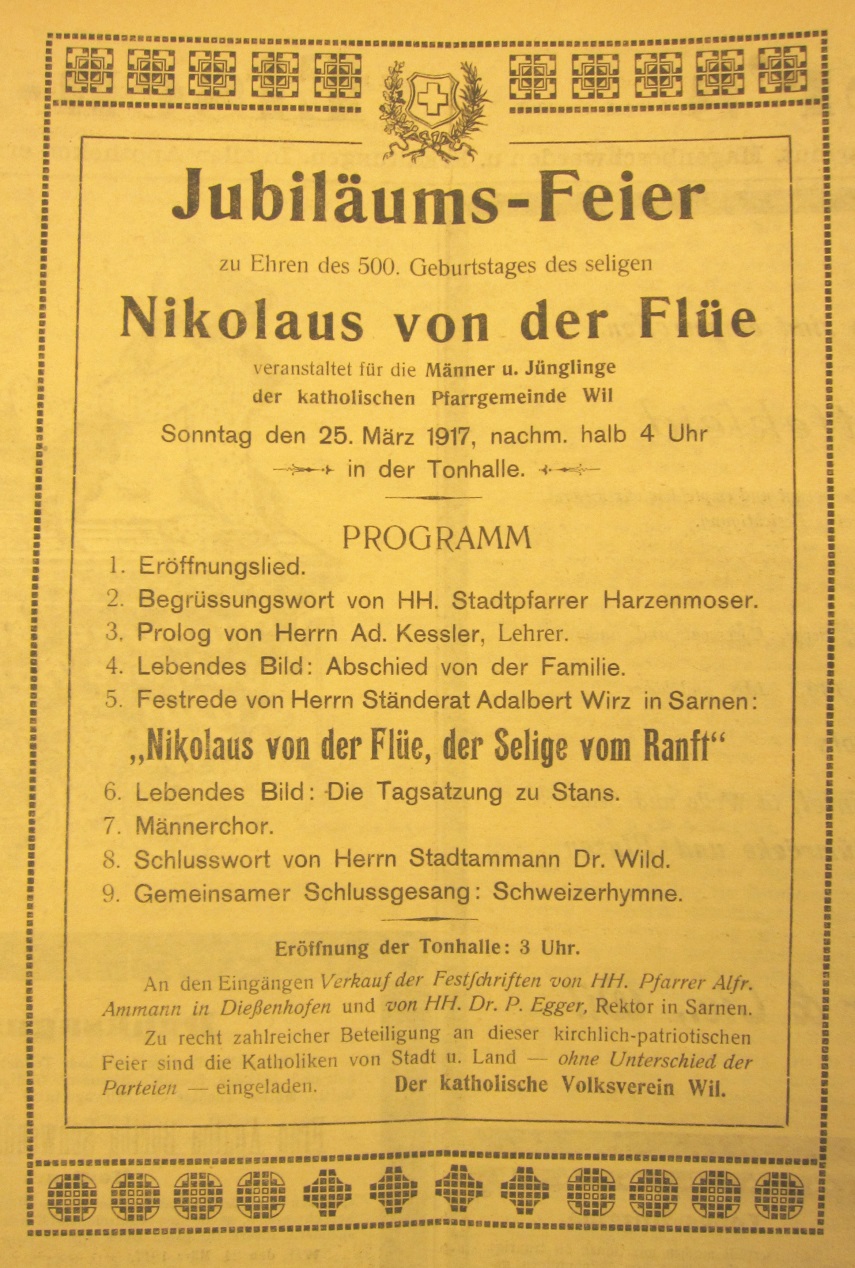 Jubiläums-Feier
zu Ehren des 500. Geburtstages des seligen
Nikolaus von der Flüe
veranstaltet für die Männer u. Jünglinge
der katholischen Pfarrgemeinde Wil
Sonntag den 25. März 1917, nachm. halb 4 Uhr
in der Tonhalle.
PROGRAMM
1. Eröffnungslied.
2. Begrüssungswort von HH. Stadtpfarrer Harzenmoser.
3. Prolog von Herrn Ad. Kessler, Lehrer.
4. Lebendes Bild: Abschied von der Familie.
5. Festrede von Herrn Ständerat Adalbert Wirz in Sarnen:
„Nikolaus von der Flüe, der Selige vom Ranft“
6. Lebendes Bild: Die Tagsatzung zu Stans.
7. Männerchor.
8. Schlusswort von Herrn Stadtammann Dr. Wild.
9. Gemeinsamer Schlussgesang: Schweizerhymne.
Eröffnung der Tonhalle: 3 Uhr.
An den Eingängen Verkauf der Feſtſchriften von HH. Pfarrer Alfr.
Ammann in Dießenhofen und von HH. Dr. P. Egger, Rektor in Sarnen.
Zu recht zahlreicher Beteiligung an dieser kirchlich-patriotischen
Feier sind die Katholiken von Stadt u. Land — ohne Unterschied der
Parteien — eingeladen. Der katholische Volksverein Wil.